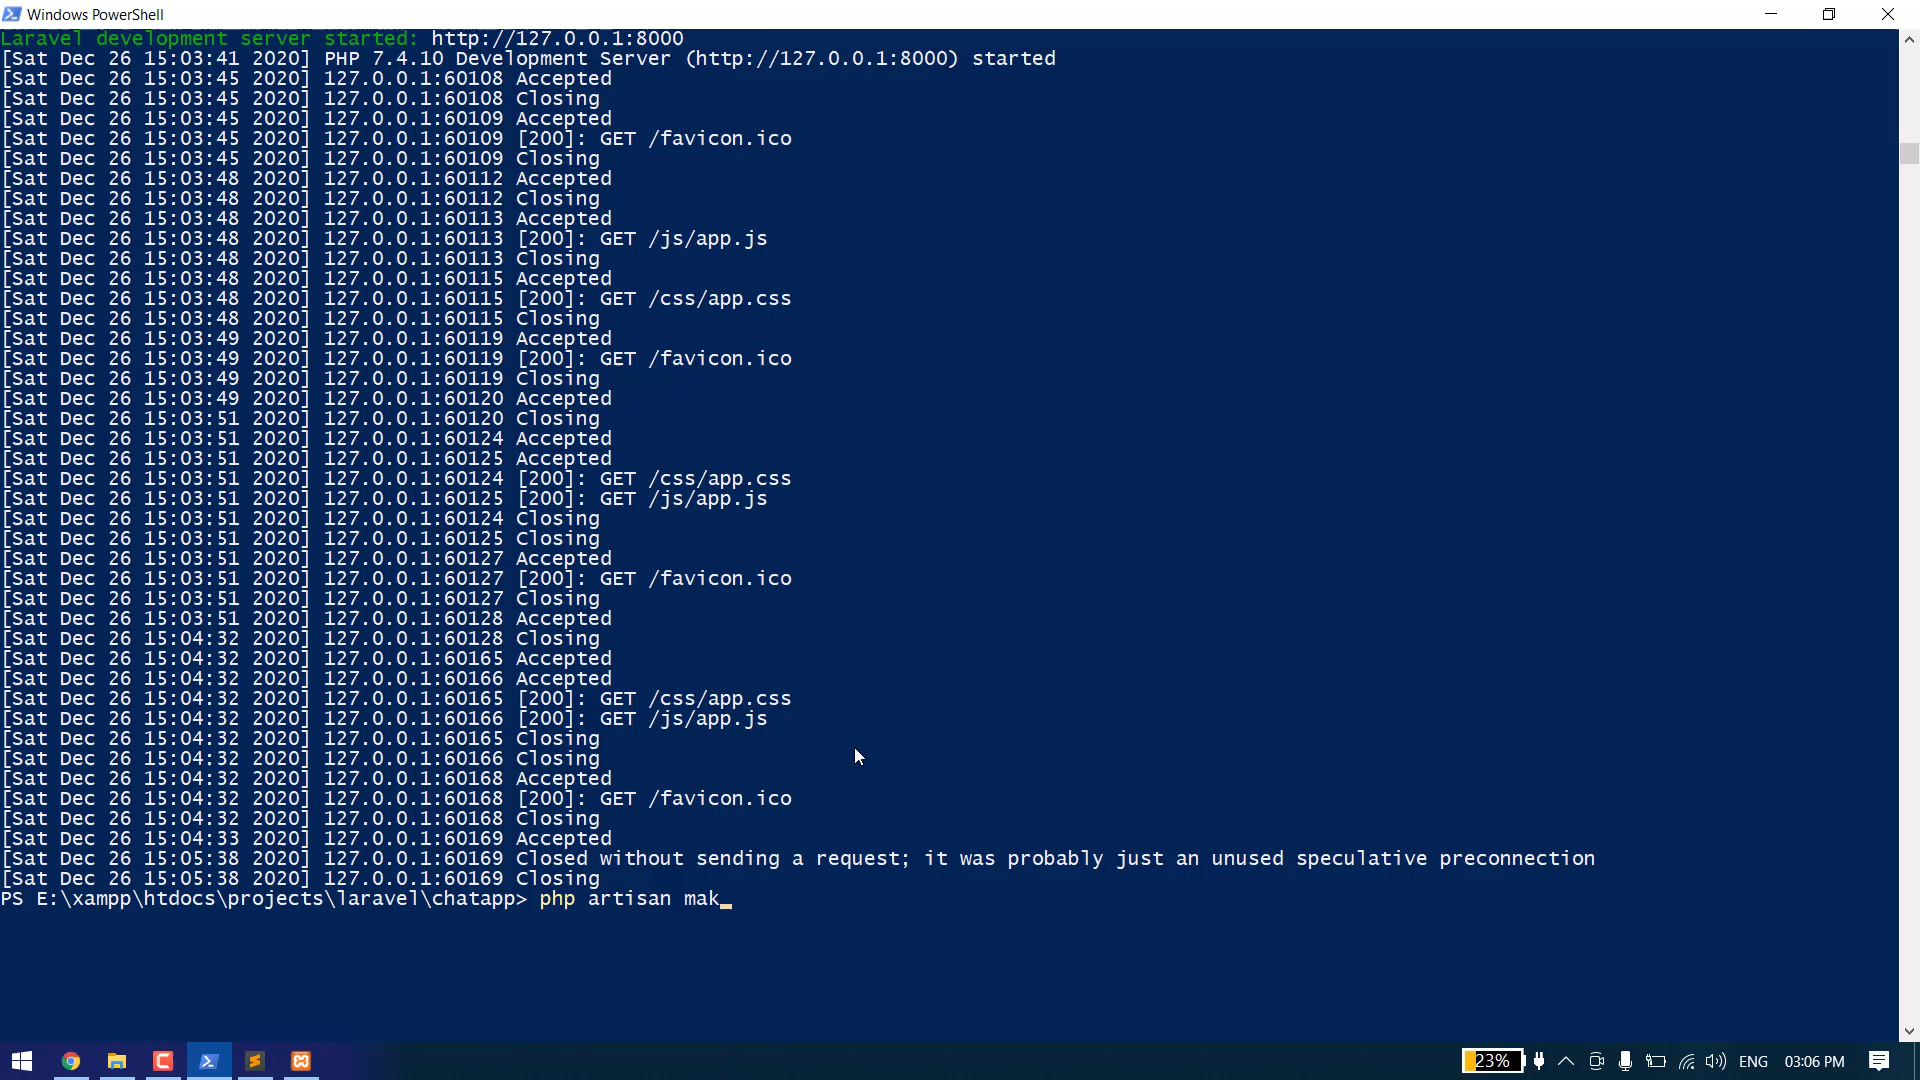 Windows PowerShell
Laravel development server started: http://127.0.0.1:8000
[Sat Dec 26 15:03:41 2020] PHP 7.4.10 Development Server (http://127.0.0.1:8000) started
[Sat Dec 26 15:03:45 2020] 127.0.0.1:60108 Accepted
[Sat Dec 26 15:03:45 2020] 127.0.0.1:60108 Closing
[Sat Dec 26 15:03:45 2020] 127.0.0.1:60109 Accepted
[Sat Dec 26 15:03:45 2020] 127.0.0.1:60109 [200]: GET /favicon.ico
[Sat Dec 26 15:03:45 2020] 127.0.0.1:60109 Closing
[Sat Dec 26 15:03:48 2020] 127.0.0.1:60112 Accepted
[Sat Dec 26 15:03:48 2020] 127.0.0.1:60112 Closing
[Sat Dec 26 15:03:48 2020] 127.0.0.1:60113 Accepted
[Sat Dec 26 15:03:48 2020] 127.0.0.1:60113 [200]: GET /js/app.js
[Sat Dec 26 15:03:48 2020] 127.0.0.1:60113 Closing
[Sat Dec 26 15:03:48 2020] 127.0.0.1:60115 Accepted
[Sat Dec 26 15:03:48 2020] 127.0.0.1:60115 [200]: GET /css/app.css
[Sat Dec 26 15:03:48 2020] 127.0.0.1:60115 Closing
[Sat Dec 26 15:03:49 2020] 127.0.0.1:60119 Accepted
[Sat Dec 26 15:03:49 2020] 127.0.0.1:60119 [200]: GET /favicon.ico
[Sat Dec 26 15:03:49 2020] 127.0.0.1:60119 Closing
[Sat Dec 26 15:03:49 2020] 127.0.0.1:60120 Accepted
[Sat Dec 26 15:03:51 2020] 127.0.0.1:60120 Closing
[Sat Dec 26 15:03:51 2020] 127.0.0.1:60124 Accepted
[Sat Dec 26 15:03:51 2020] 127.0.0.1:60125 Accepted
[Sat Dec 26 15:03:51 2020] 127.0.0.1:60124 [200]: GET /css/app.css
[Sat Dec 26 15:03:51 2020] 127.0.0.1:60125 [200]: GET /js/app.js
[Sat Dec 26 15:03:51 2020] 127.0.0.1:60124 Closing
[Sat Dec 26 15:03:51 2020] 127.0.0.1:60125 Closing
[Sat Dec 26 15:03:51 2020] 127.0.0.1:60127 Accepted
[Sat Dec 26 15:03:51 2020] 127.0.0.1:60127 [200]: GET /favicon.ico
[Sat Dec 26 15:03:51 2020] 127.0.0.1:60127 Closing
[Sat Dec 26 15:03:51 2020] 127.0.0.1:60128 Accepted
[Sat Dec 26 15:04:32 2020] 127.0.0.1:60128 Closing
[Sat Dec 26 15:04:32 2020] 127.0.0.1:60165 Accepted
[Sat Dec 26 15:04:32 2020] 127.0.0.1:60166 Accepted
[Sat Dec 26 15:04:32 2020] 127.0.0.1:60165 [200]: GET /css/app.css
[Sat Dec 26 15:04:32 2020] 127.0.0.1:60166 [200]: GET /js/app.js
[Sat Dec 26 15:04:32 2020] 127.0.0.1:60165 Closing
[Sat Dec 26 15:04:32 2020] 127.0.0.1:60166 Closing
[Sat Dec 26 15:04:32 2020] 127.0.0.1:60168 Accepted
[Sat Dec 26 15:04:32 2020] 127.0.0.1:60168 [200]: GET /favicon.ico
[Sat Dec 26 15:04:32 2020] 127.0.0.1:60168 Closing
[Sat Dec 26 15:04:33 2020] 127.0.0.1:60169 Accepted
[Sat Dec 26 15:05:38 2020] 127.0.0.1:60169 Closed without sending a request; it was probably just an unused speculative preconnection
[Sat Dec 26 15:05:38 2020] 127.0.0.1:60169 Closing
PS E:\xampp\htdocs\projects\laravel\chatapp> php artisan mak_
23% ENG 03:06 PM